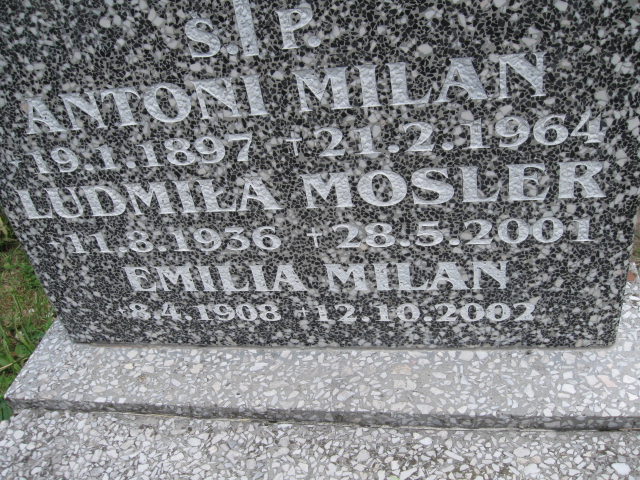 Ś. P.
ANTONI MILAN
*19.1.1897 †21.2.1964
LUDMIŁA MOSLER
*11.8.1936 †28.5.2001
EMILIA MILAN
*8.4.1908 †12.10.2002